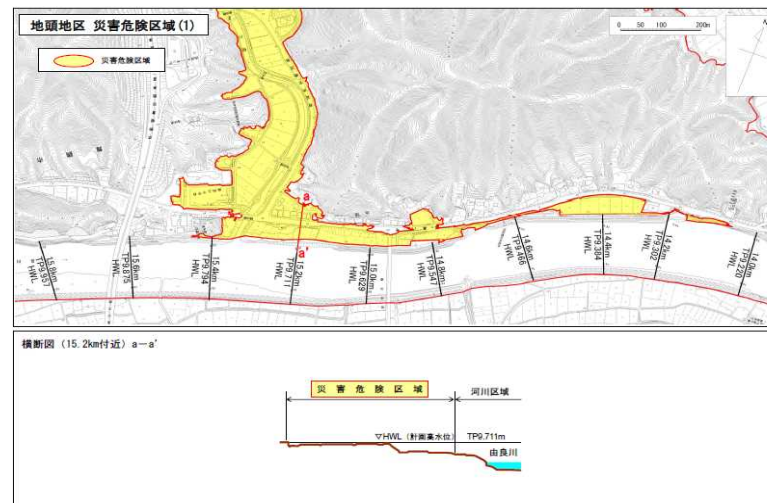 地頭地区 災害危険区域(1)
0 50 100 200m
N
災害危険区域
a
a'
15.8km
TP9.957
HWL
15.6km
TP9.875
HWL
15.4km
TP9.794
HWL
15.2km
TP9.711
HWL
15.0km
TP9.629
HWL
14.8km
TP9.547
HWL
14.6km
TP9.466
HWL
14.4km
TP9.384
HWL
14.2km
TP9.302
HWL
14.0km
TP9.220
HWL
横断図 (15.2km付近) a-a'
災害危険区域
河川区域
▽HWL (計画高水位) TP9.711m
由良川